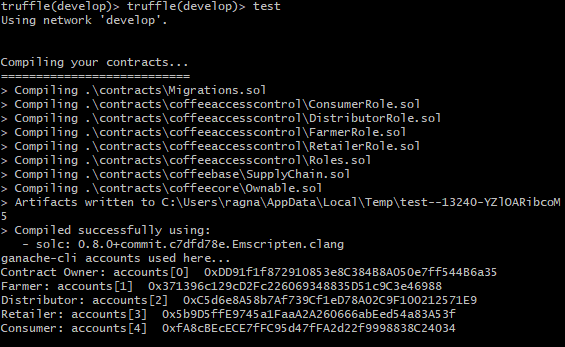 truffle(develop)> truffle(develop)> test
Using network 'develop'.
Compiling your contracts...
===========================
> Compiling .\contracts\Migrations.sol
> Compiling .\contracts\coffeeaccesscontrol\ConsumerRole.sol
> Compiling .\contracts\coffeeaccesscontrol\DistributorRole.sol
> Compiling .\contracts\coffeeaccesscontrol\FarmerRole.sol
> Compiling .\contracts\coffeeaccesscontrol\RetailerRole.sol
> Compiling .\contracts\coffeeaccesscontrol\Roles.sol
> Compiling .\contracts\coffeebase\SupplyChain.sol
> Compiling .\contracts\coffeecore\Ownable.sol
> Artifacts written to C:\Users\ragna\AppData\Local\Temp\test--13240-YZlOARibcoM
5
> Compiled successfully using:
   - solc: 0.8.0+commit.c7dfd78e.Emscripten.clang
ganache-cli accounts used here...
Contract Owner: accounts[0]  0xDD91f1f872910853e8C384B8A050e7ff544B6a35
Farmer: accounts[1]  0x371396c129cD2Fc226069348835D51c9C3e46988
Distributor: accounts[2]  0xC5d6e8A58b7Af739Cf1eD78A02C9F100212571E9
Retailer: accounts[3]  0x5b9D5ffE9745a1FaaA2A260666abEed54a83A53f
Consumer: accounts[4]  0xfA8cBEcECE7fFC95d47fFA2d22f9998838C24034